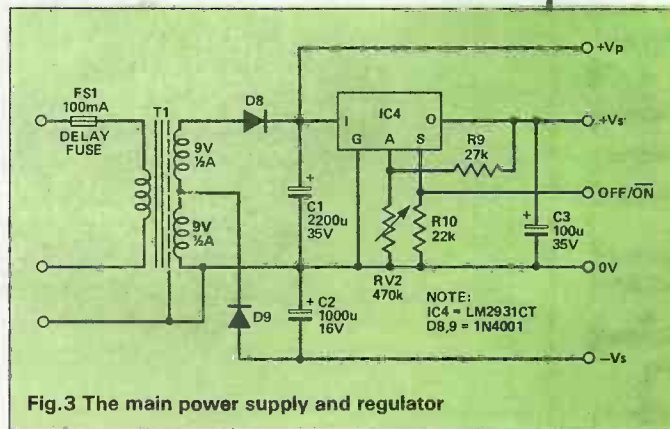 FS1
100mA
DELAY
FUSE
T1
9V
½A
9V
½A
D8
D9
+
C1
2200u
35V
+
C2
1000u
16V
IC4
I
O
G
A
S
R9
27k
RV2
470k
R10
22k
+
C3
100u
35V
+Vp
+Vs
OFF/O̅N̅
0V
−Vs
NOTE:
IC4 = LM2931CT
D8,9 = 1N4001
Fig.3 The main power supply and regulator